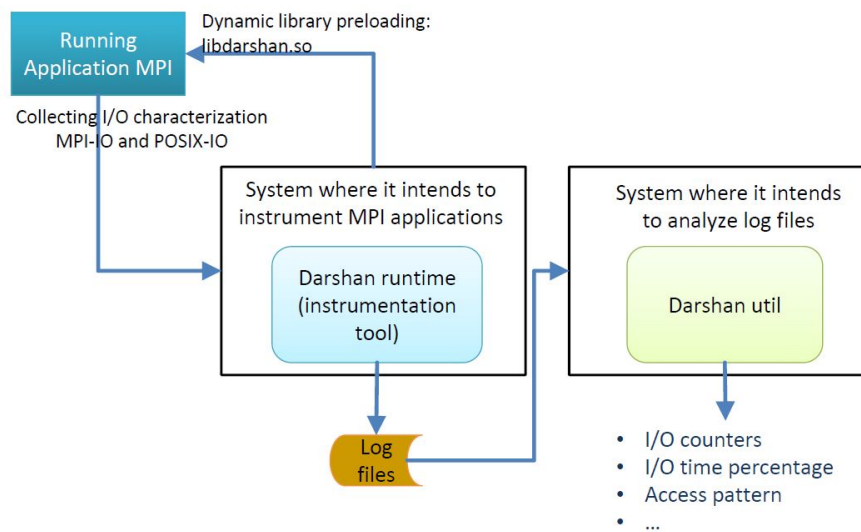 Dynamic library preloading:
libdarshan.so
Running
Application MPI
Collecting I/O characterization
MPI-IO and POSIX-IO
System where it intends to
instrument MPI applications
Darshan runtime
(instrumentation
tool)
System where it intends
to analyze log files
Darshan util
Log
files
• I/O counters
• I/O time percentage
• Access pattern
• ...